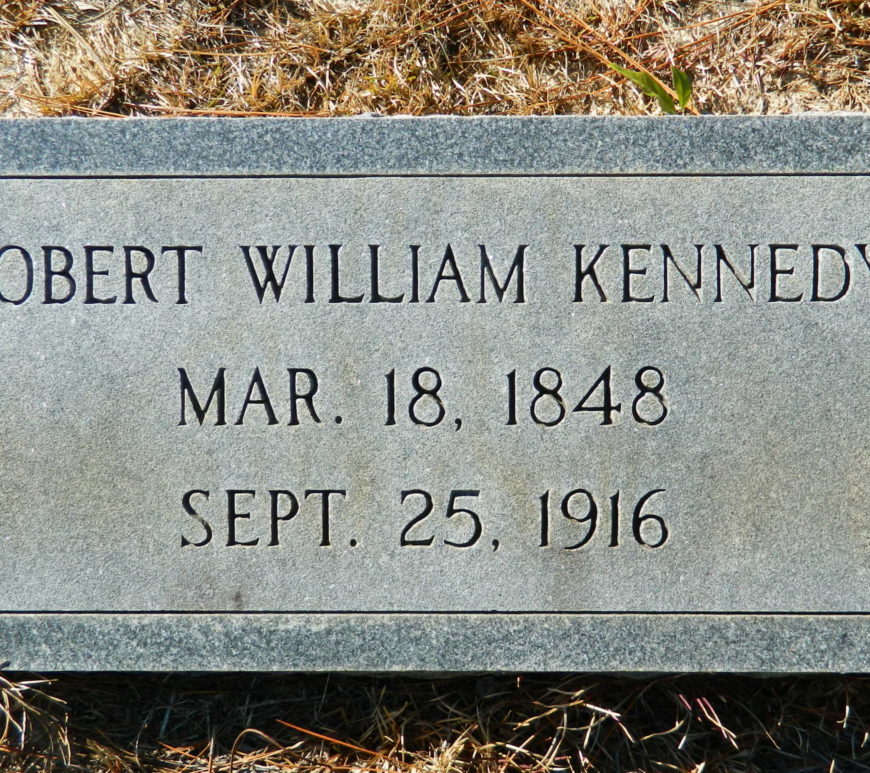 OBERT WILLIAM KENNEDY
MAR. 18, 1848
SEPT. 25, 1916